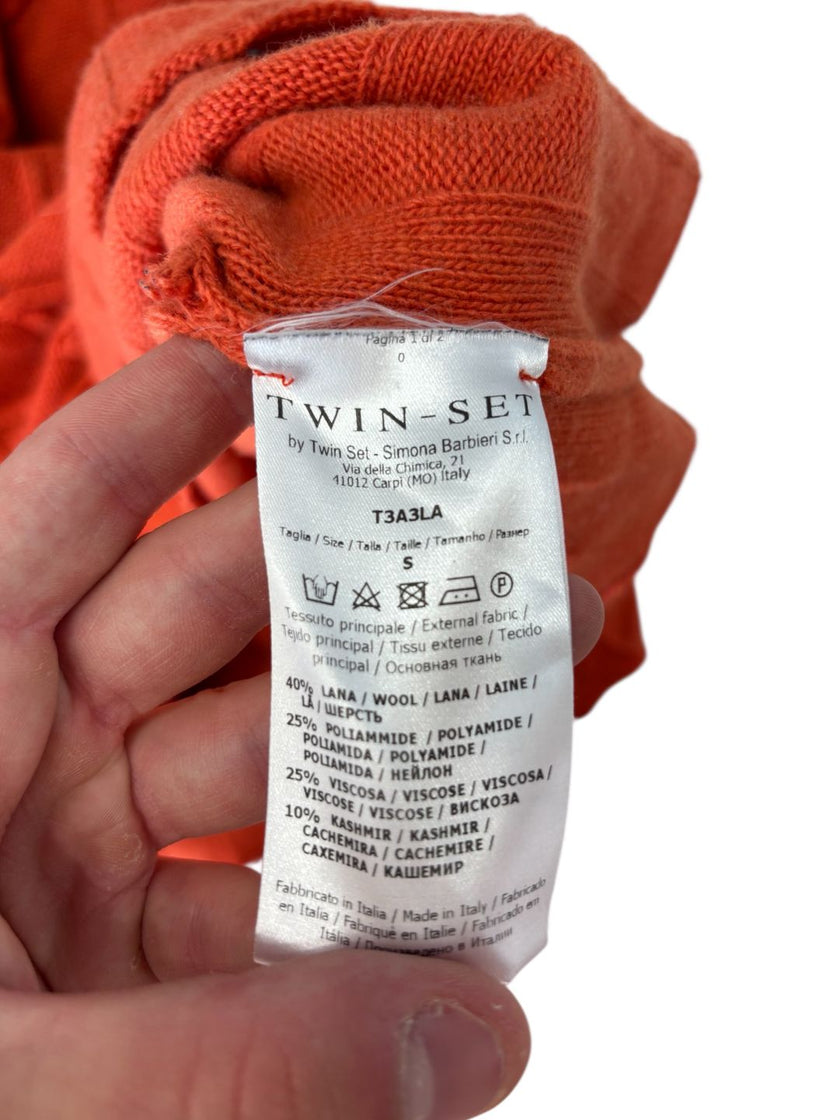 Pagina 1 di 2
0
TWIN-SET
by Twin Set - Simona Barbieri S.r.l.
Via della Chimica, 21
41012 Carpi (MO) Italy
T3A3LA
Taglia / Size / Talla / Taille / Tamanho / Размер
S
P
Tessuto principale / External fabric /
Tejido principal / Tissu externe / Tecido
principal / Основная ткань
40% LANA / WOOL / LANA / LAINE /
LÃ / ШЕРСТЬ
25% POLIAMMIDE / POLYAMIDE /
POLIAMIDA / POLYAMIDE /
POLIAMIDA / НЕЙЛОН
25% VISCOSA / VISCOSE / VISCOSA /
VISCOSE / VISCOSE / ВИСКОЗА
10% KASHMIR / KASHMIR /
CACHEMIRA / CACHEMIRE /
CAXEMIRA / КАШЕМИР
Fabbricato in Italia / Made in Italy / Fabricado
en Italia / Fabriqué en Italie / Fabricado em
Itália / Произведено в Италии